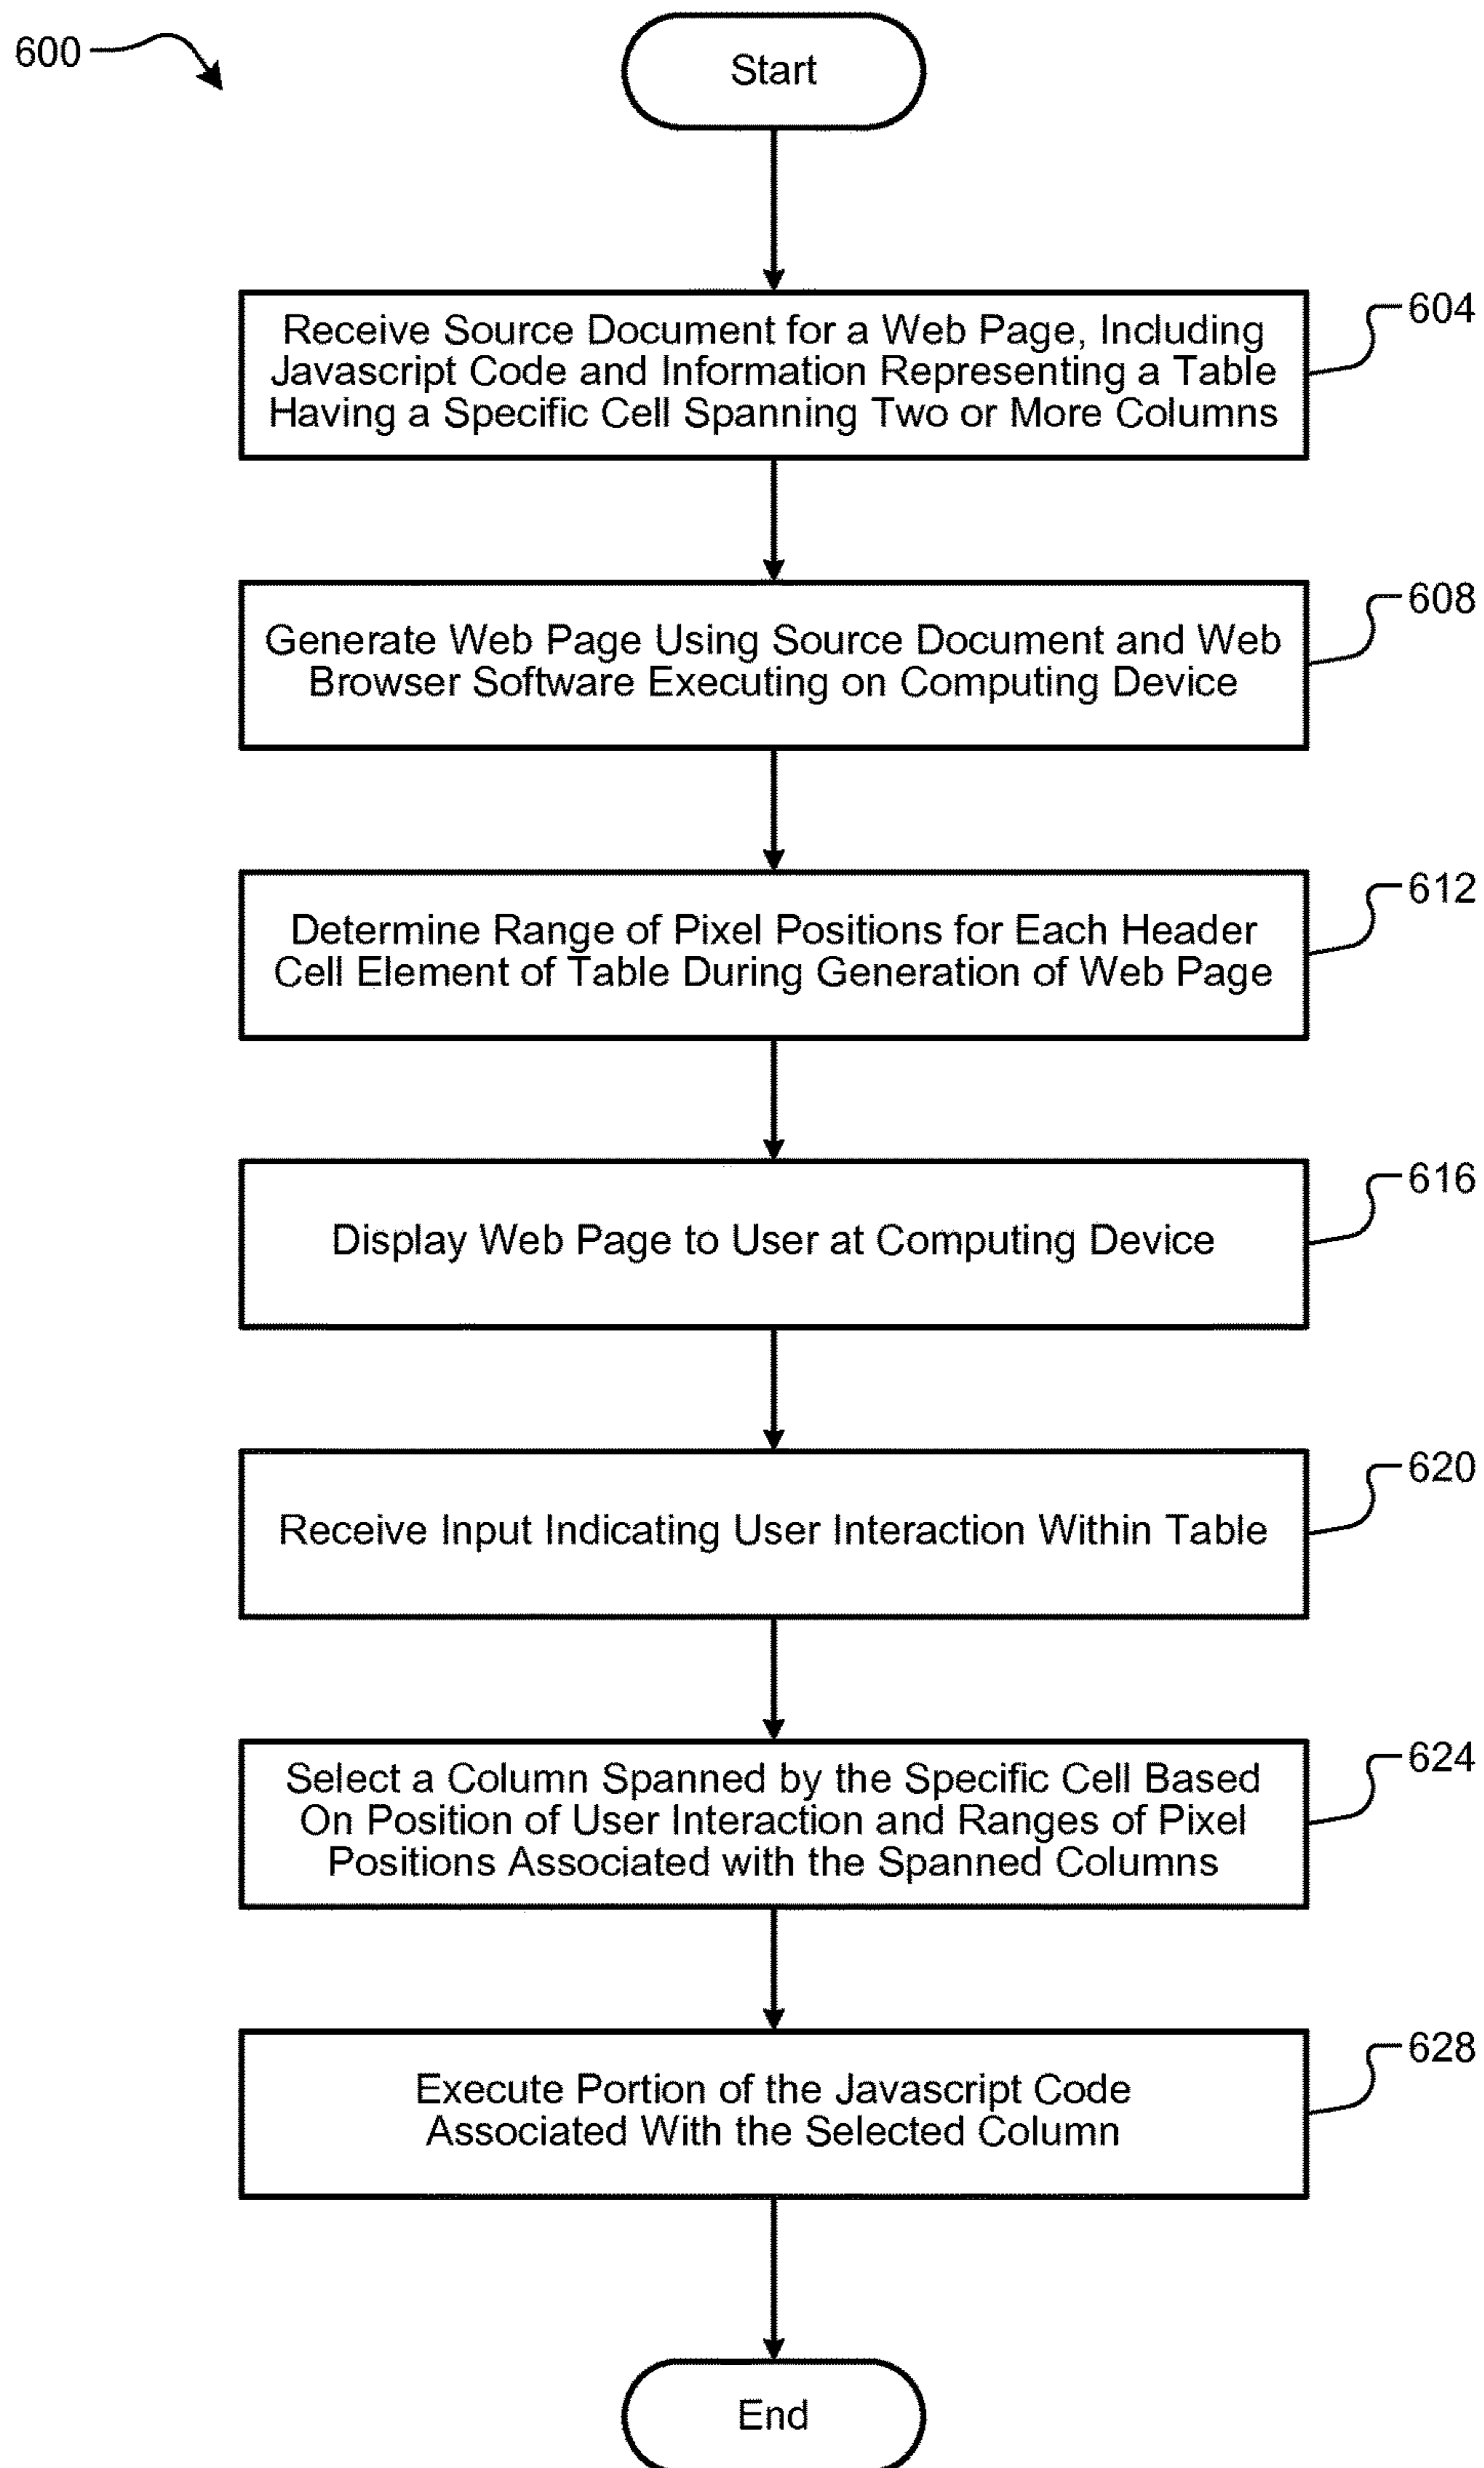 600
Start
Receive Source Document for a Web Page, Including
Javascript Code and Information Representing a Table
Having a Specific Cell Spanning Two or More Columns
604
Generate Web Page Using Source Document and Web
Browser Software Executing on Computing Device
608
Determine Range of Pixel Positions for Each Header
Cell Element of Table During Generation of Web Page
612
Display Web Page to User at Computing Device
616
Receive Input Indicating User Interaction Within Table
620
Select a Column Spanned by the Specific Cell Based
On Position of User Interaction and Ranges of Pixel
Positions Associated with the Spanned Columns
624
Execute Portion of the Javascript Code
Associated With the Selected Column
628
End